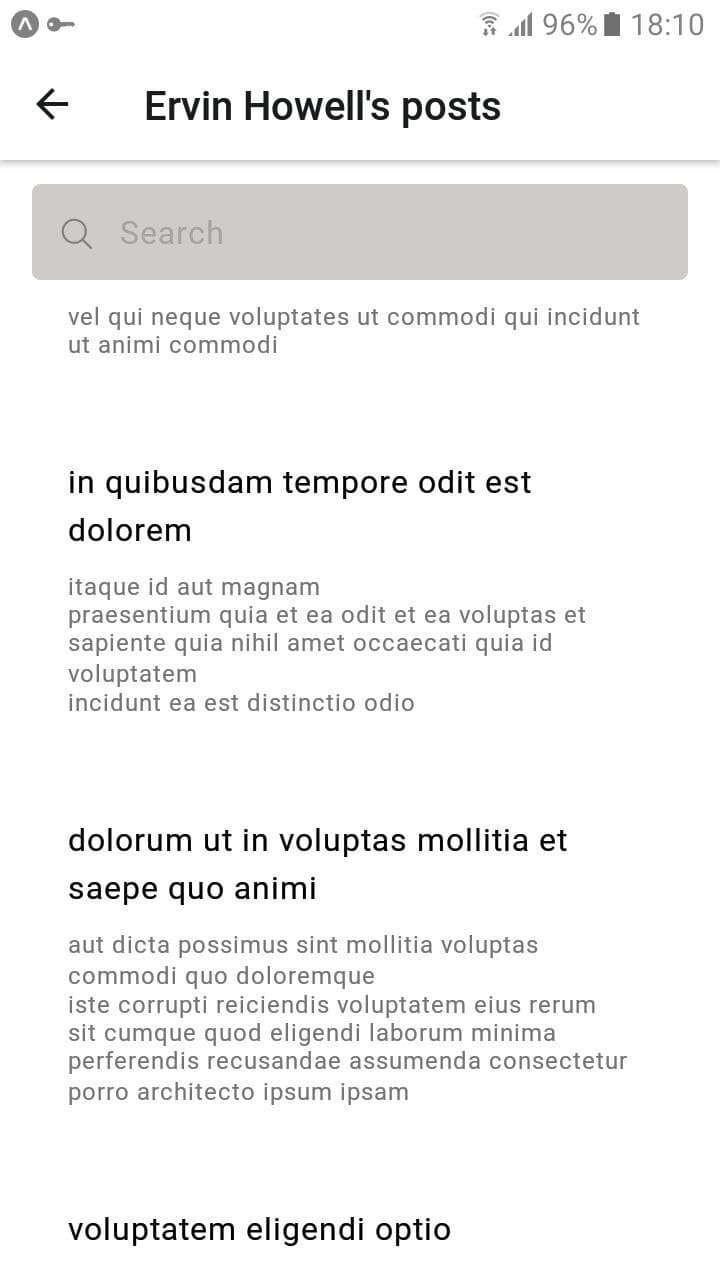 96% 18:10
Ervin Howell's posts
Search
vel qui neque voluptates ut commodi qui incidunt
ut animi commodi
in quibusdam tempore odit est
dolorem
itaque id aut magnam
praesentium quia et ea odit et ea voluptas et
sapiente quia nihil amet occaecati quia id
voluptatem
incidunt ea est distinctio odio
dolorum ut in voluptas mollitia et
saepe quo animi
aut dicta possimus sint mollitia voluptas
commodi quo doloremque
iste corrupti reiciendis voluptatem eius rerum
sit cumque quod eligendi laborum minima
perferendis recusandae assumenda consectetur
porro architecto ipsum ipsam
voluptatem eligendi optio